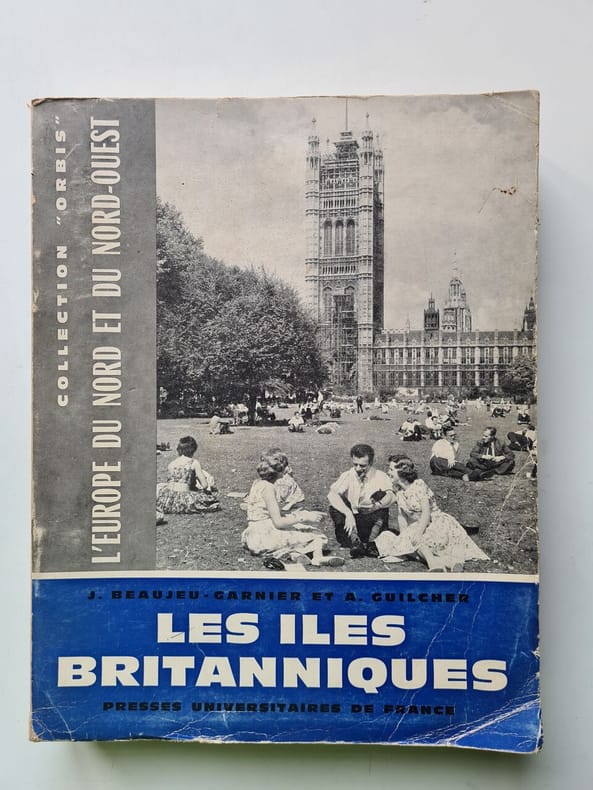 COLLECTION "ORBIS"
L'EUROPE DU NORD ET DU NORD-OUEST
J. BEAUJEU-GARNIER ET A. GUILCHER
LES ILES
BRITANNIQUES
PRESSES UNIVERSITAIRES DE FRANCE